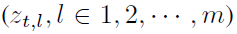 (z_{t,l}, l ∈ 1, 2, ⋯ , m)